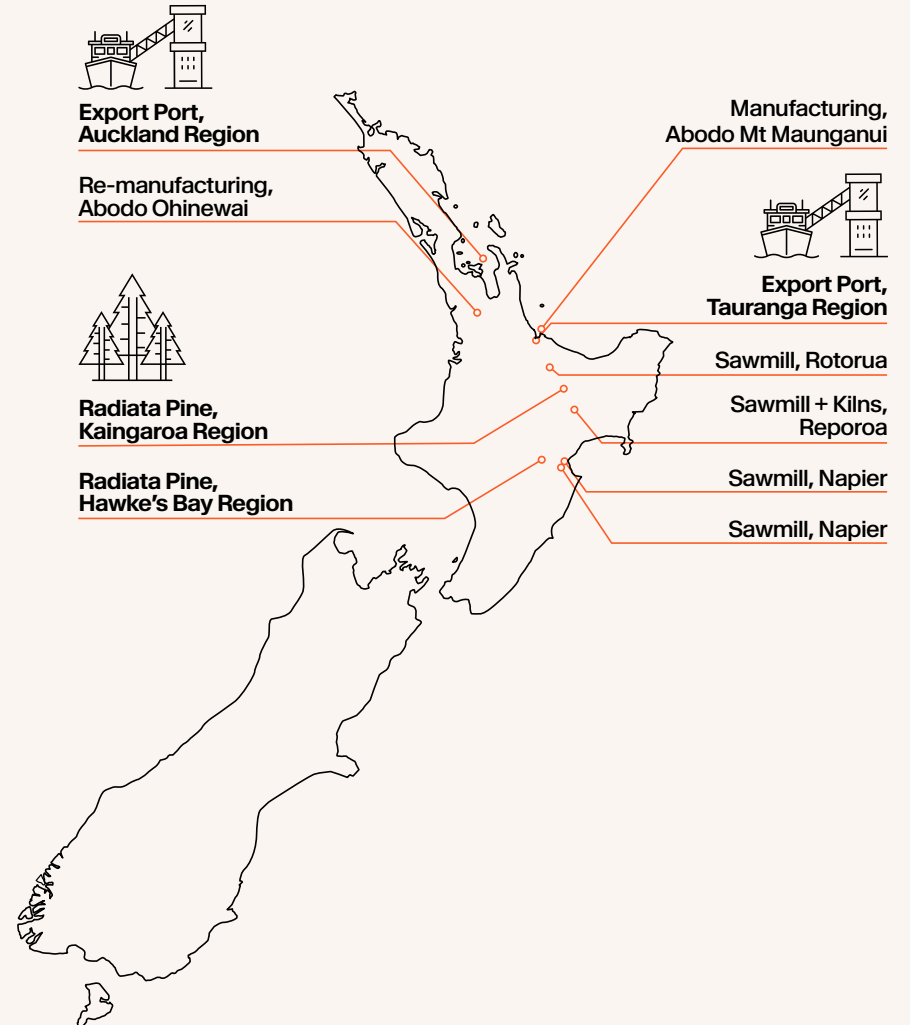 Export Port,
Auckland Region
Re-manufacturing,
Abodo Ohinewai
Radiata Pine,
Kaingaroa Region
Radiata Pine,
Hawke’s Bay Region
Manufacturing,
Abodo Mt Maunganui
Export Port,
Tauranga Region
Sawmill, Rotorua
Sawmill + Kilns,
Reporoa
Sawmill, Napier
Sawmill, Napier